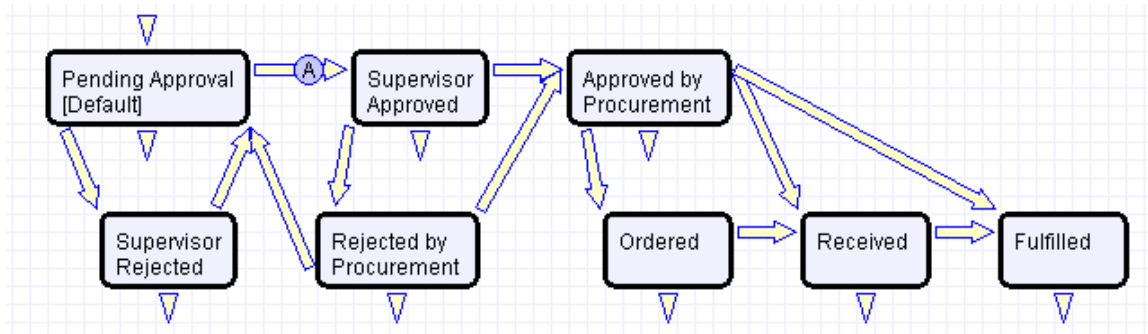 Pending Approval
[Default]
A
Supervisor
Approved
Approved by
Procurement
Supervisor
Rejected
Rejected by
Procurement
Ordered
Received
Fulfilled